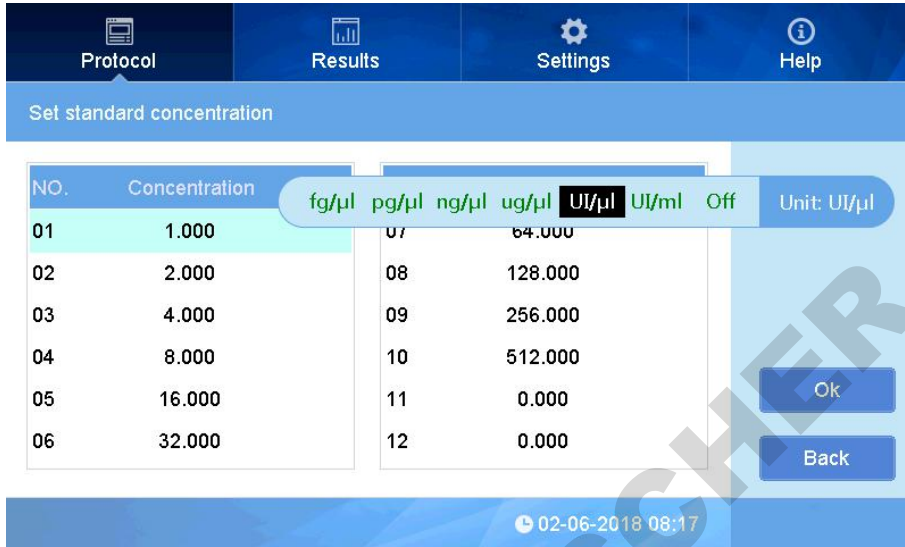 Protocol Results Settings Help
Set standard concentration
NO. Concentration
fg/µl pg/µl ng/µl ug/µl UI/µl UI/ml Off Unit: UI/µl
01 1.000 07 64.000
02 2.000 08 128.000
03 4.000 09 256.000
04 8.000 10 512.000
05 16.000 11 0.000
06 32.000 12 0.000
Ok
Back
02-06-2018 08:17